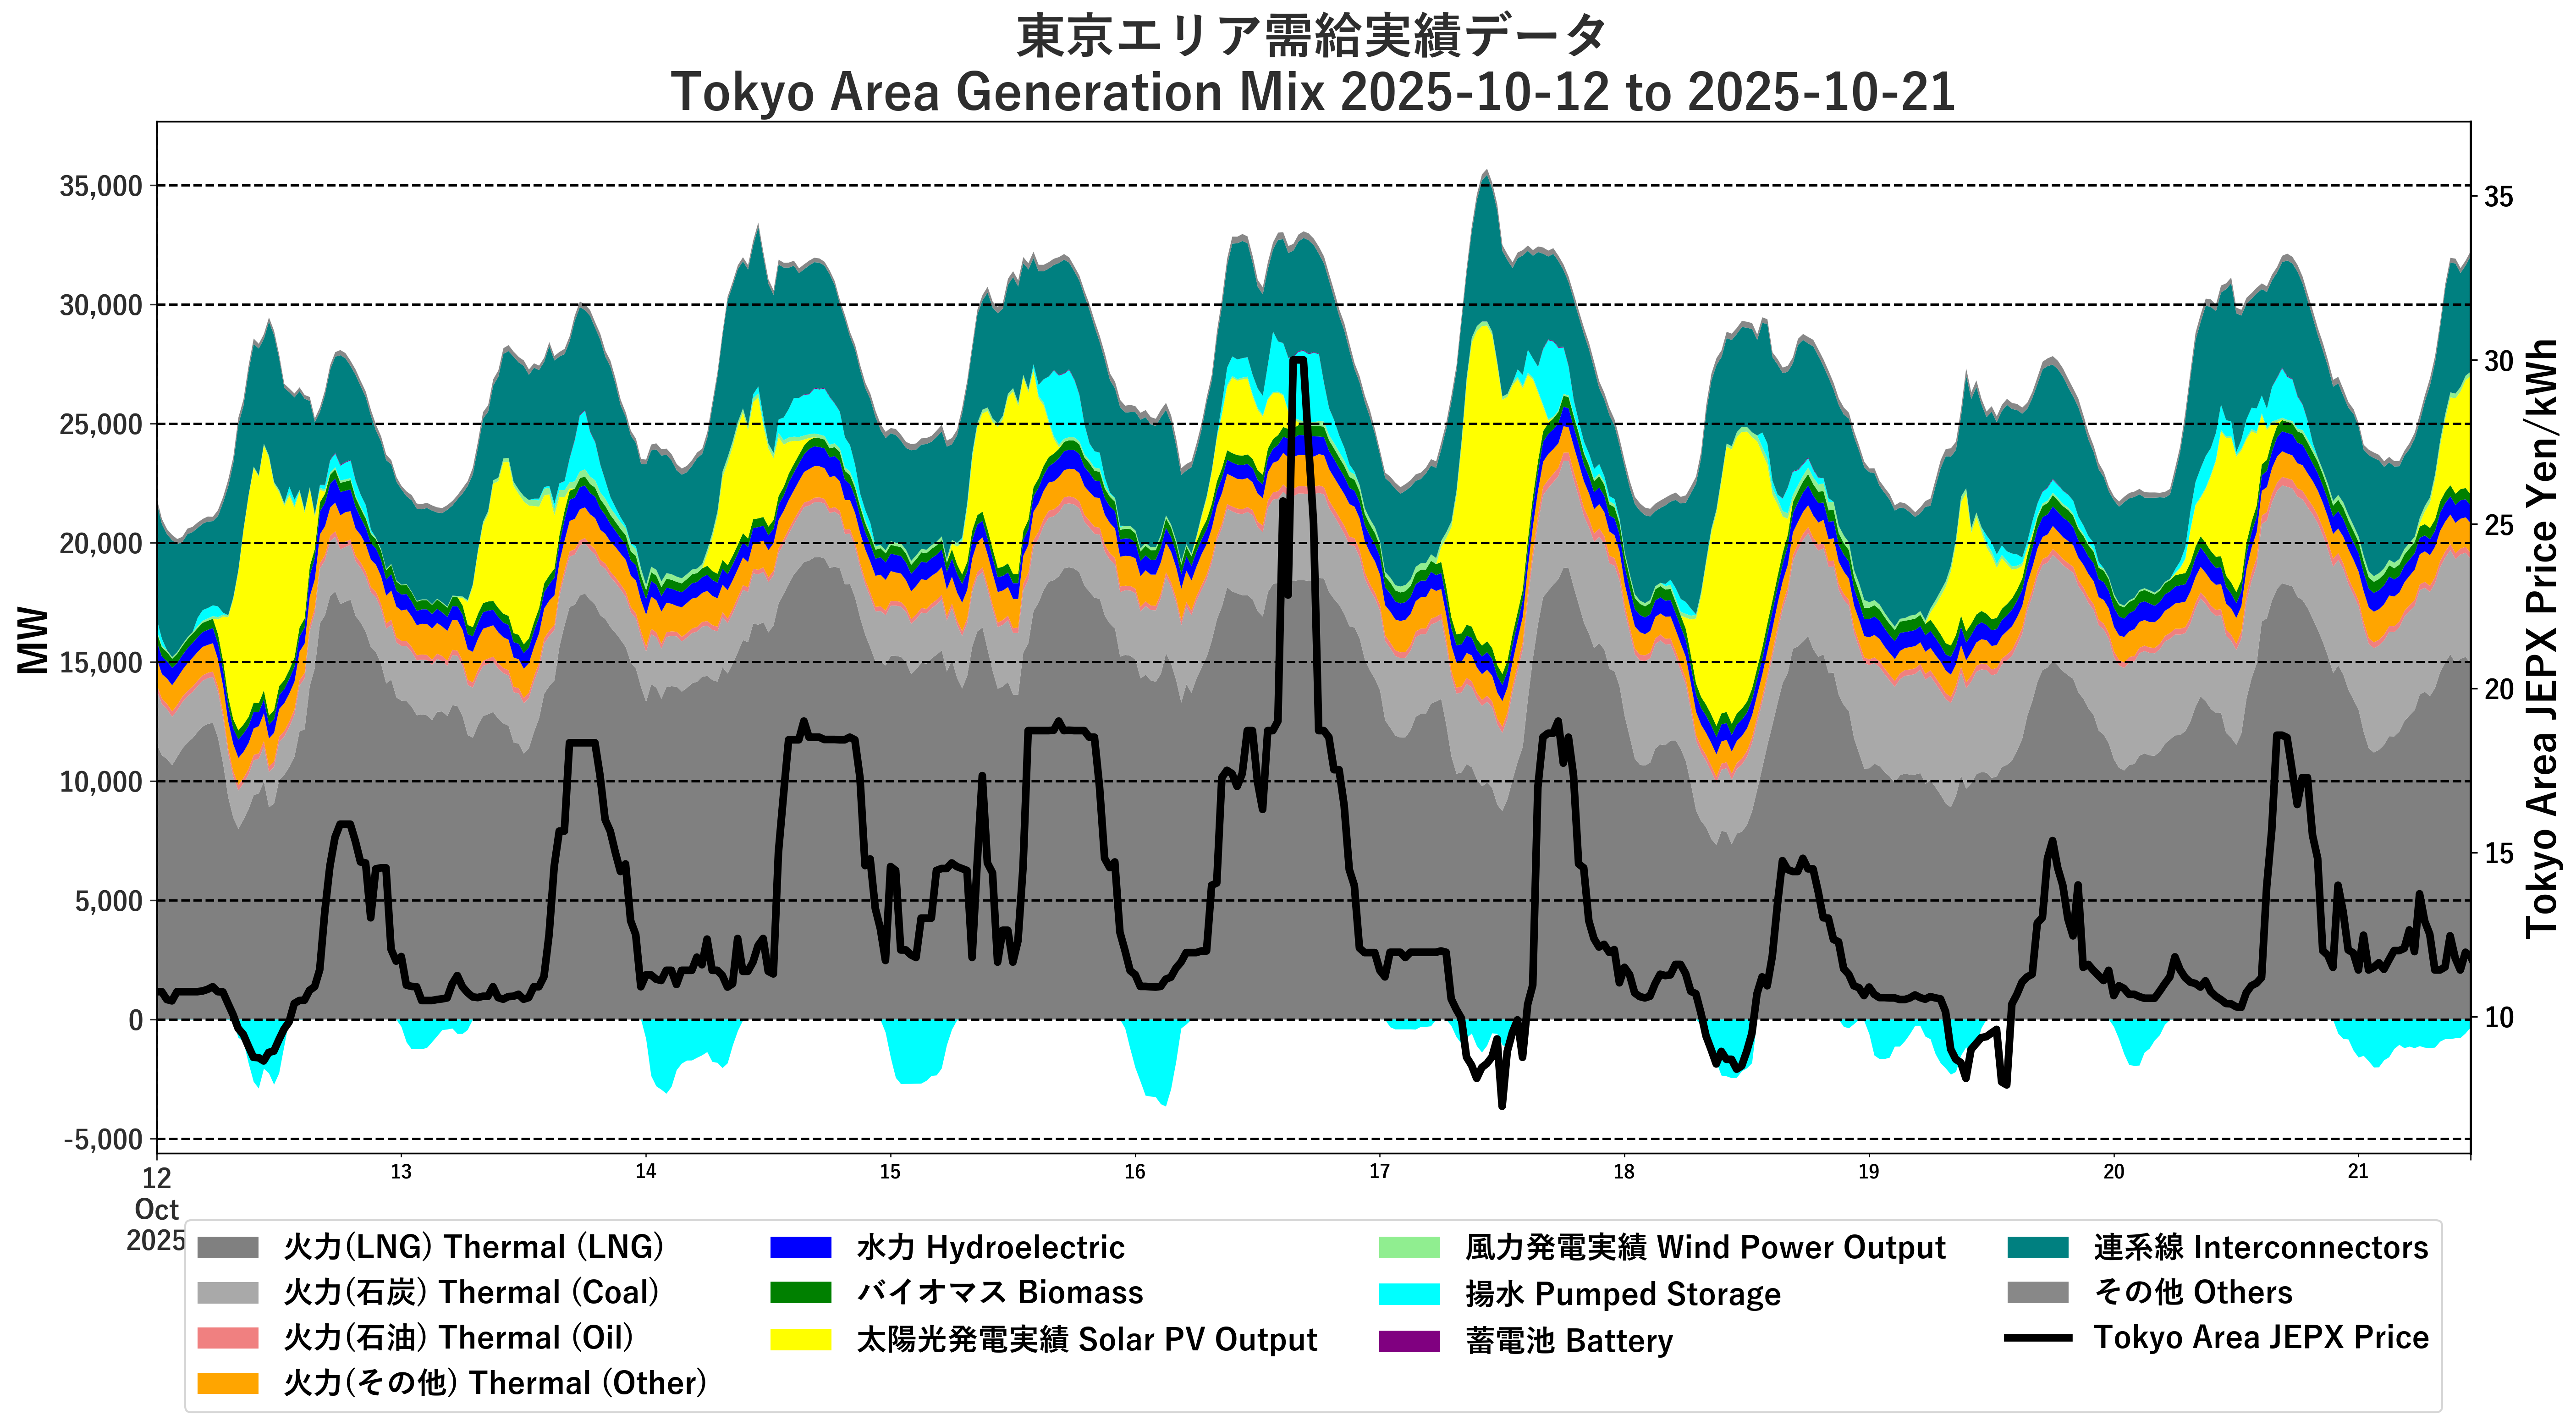 東京エリア需給実績データ
Tokyo Area Generation Mix 2025-10-12 to 2025-10-21
MW
35,000
30,000
25,000
20,000
15,000
10,000
5,000
0
-5,000
35
30
25
20
15
10
Tokyo Area JEPX Price Yen/kWh
12
Oct
2025
13
14
15
16
17
18
19
20
21
火力(LNG) Thermal (LNG)
火力(石炭) Thermal (Coal)
火力(石油) Thermal (Oil)
火力(その他) Thermal (Other)
水力 Hydroelectric
バイオマス Biomass
太陽光発電実績 Solar PV Output
風力発電実績 Wind Power Output
揚水 Pumped Storage
蓄電池 Battery
連系線 Interconnectors
その他 Others
Tokyo Area JEPX Price